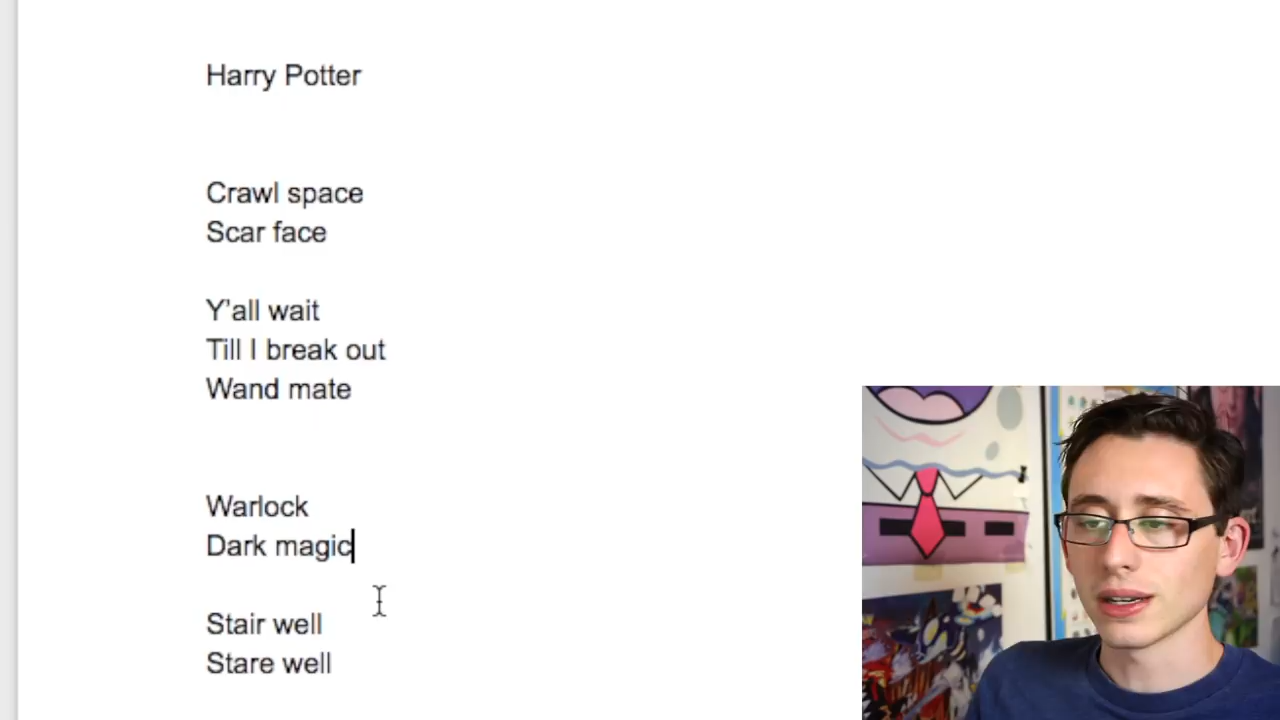 Harry Potter
Crawl space
Scar face
Y'all wait
Till I break out
Wand mate
Warlock
Dark magic
Stair well
Stare well